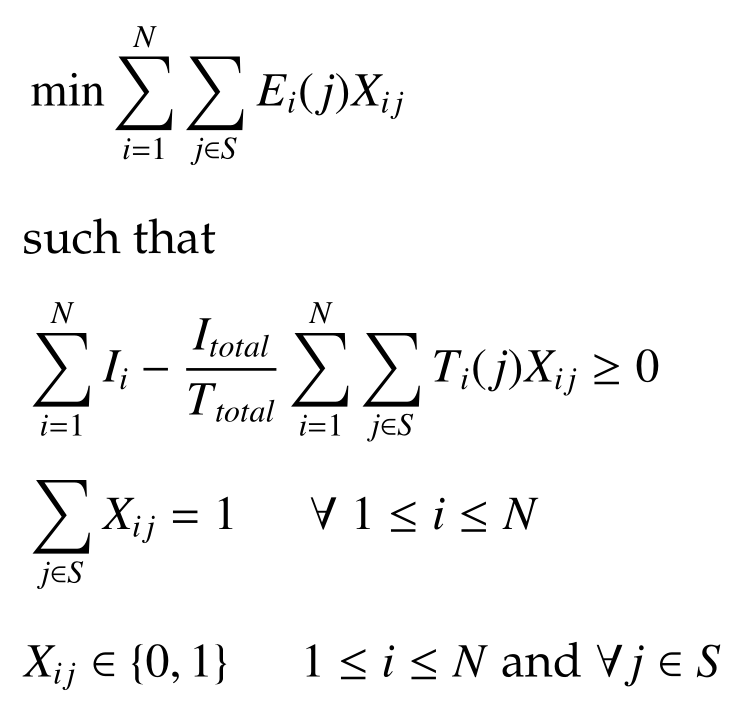 min ∑_{i=1}^{N} ∑_{j∈S} E_i(j)X_{ij}
such that
∑_{i=1}^{N} I_i − \frac{I_{total}}{T_{total}} ∑_{i=1}^{N} ∑_{j∈S} T_i(j)X_{ij} ≥ 0
∑_{j∈S} X_{ij} = 1 ∀ 1 ≤ i ≤ N
X_{ij} ∈ {0, 1} 1 ≤ i ≤ N and ∀ j ∈ S